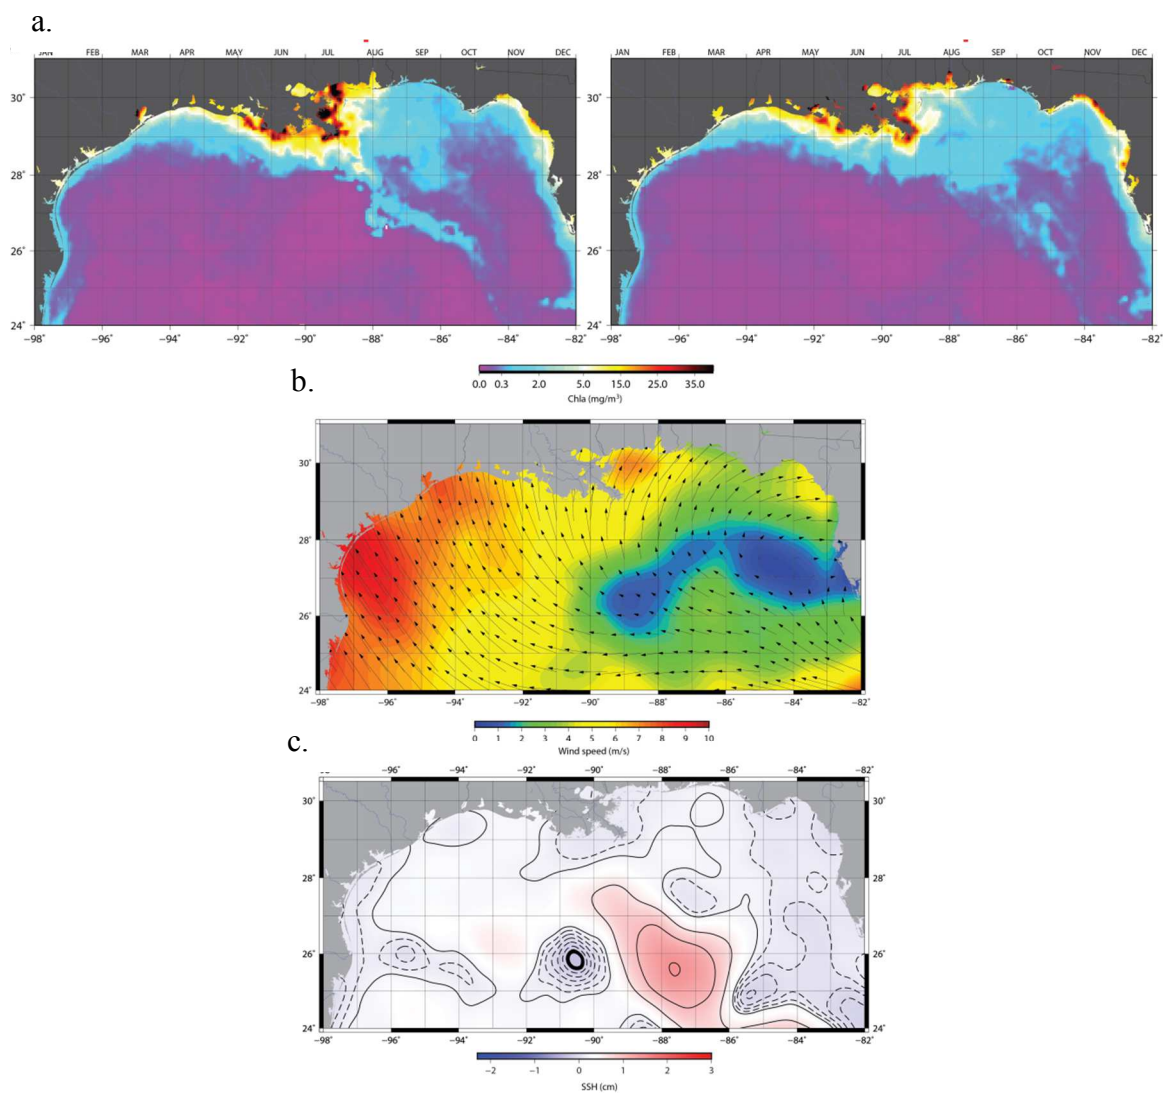 a.
JAN FEB MAR APR MAY JUN JUL AUG SEP OCT NOV DEC
JAN FEB MAR APR MAY JUN JUL AUG SEP OCT NOV DEC
30°
28°
26°
24°
−98° −96° −94° −92° −90° −88° −86° −84° −82°
30°
28°
26°
24°
−98° −96° −94° −92° −90° −88° −86° −84° −82°
0.0 0.3 2.0 5.0 15.0 25.0 35.0
Chla (mg/m³)
b.
30°
28°
26°
24°
−98° −96° −94° −92° −90° −88° −86° −84° −82°
0 1 2 3 4 5 6 7 8 9 10
Wind speed (m/s)
c.
−96° −94° −92° −90° −88° −86° −84° −82°
30° 30°
28° 28°
26° 26°
24° 24°
−98° −96° −94° −92° −90° −88° −86° −84° −82°
−2 −1 0 1 2 3
SSH (cm)